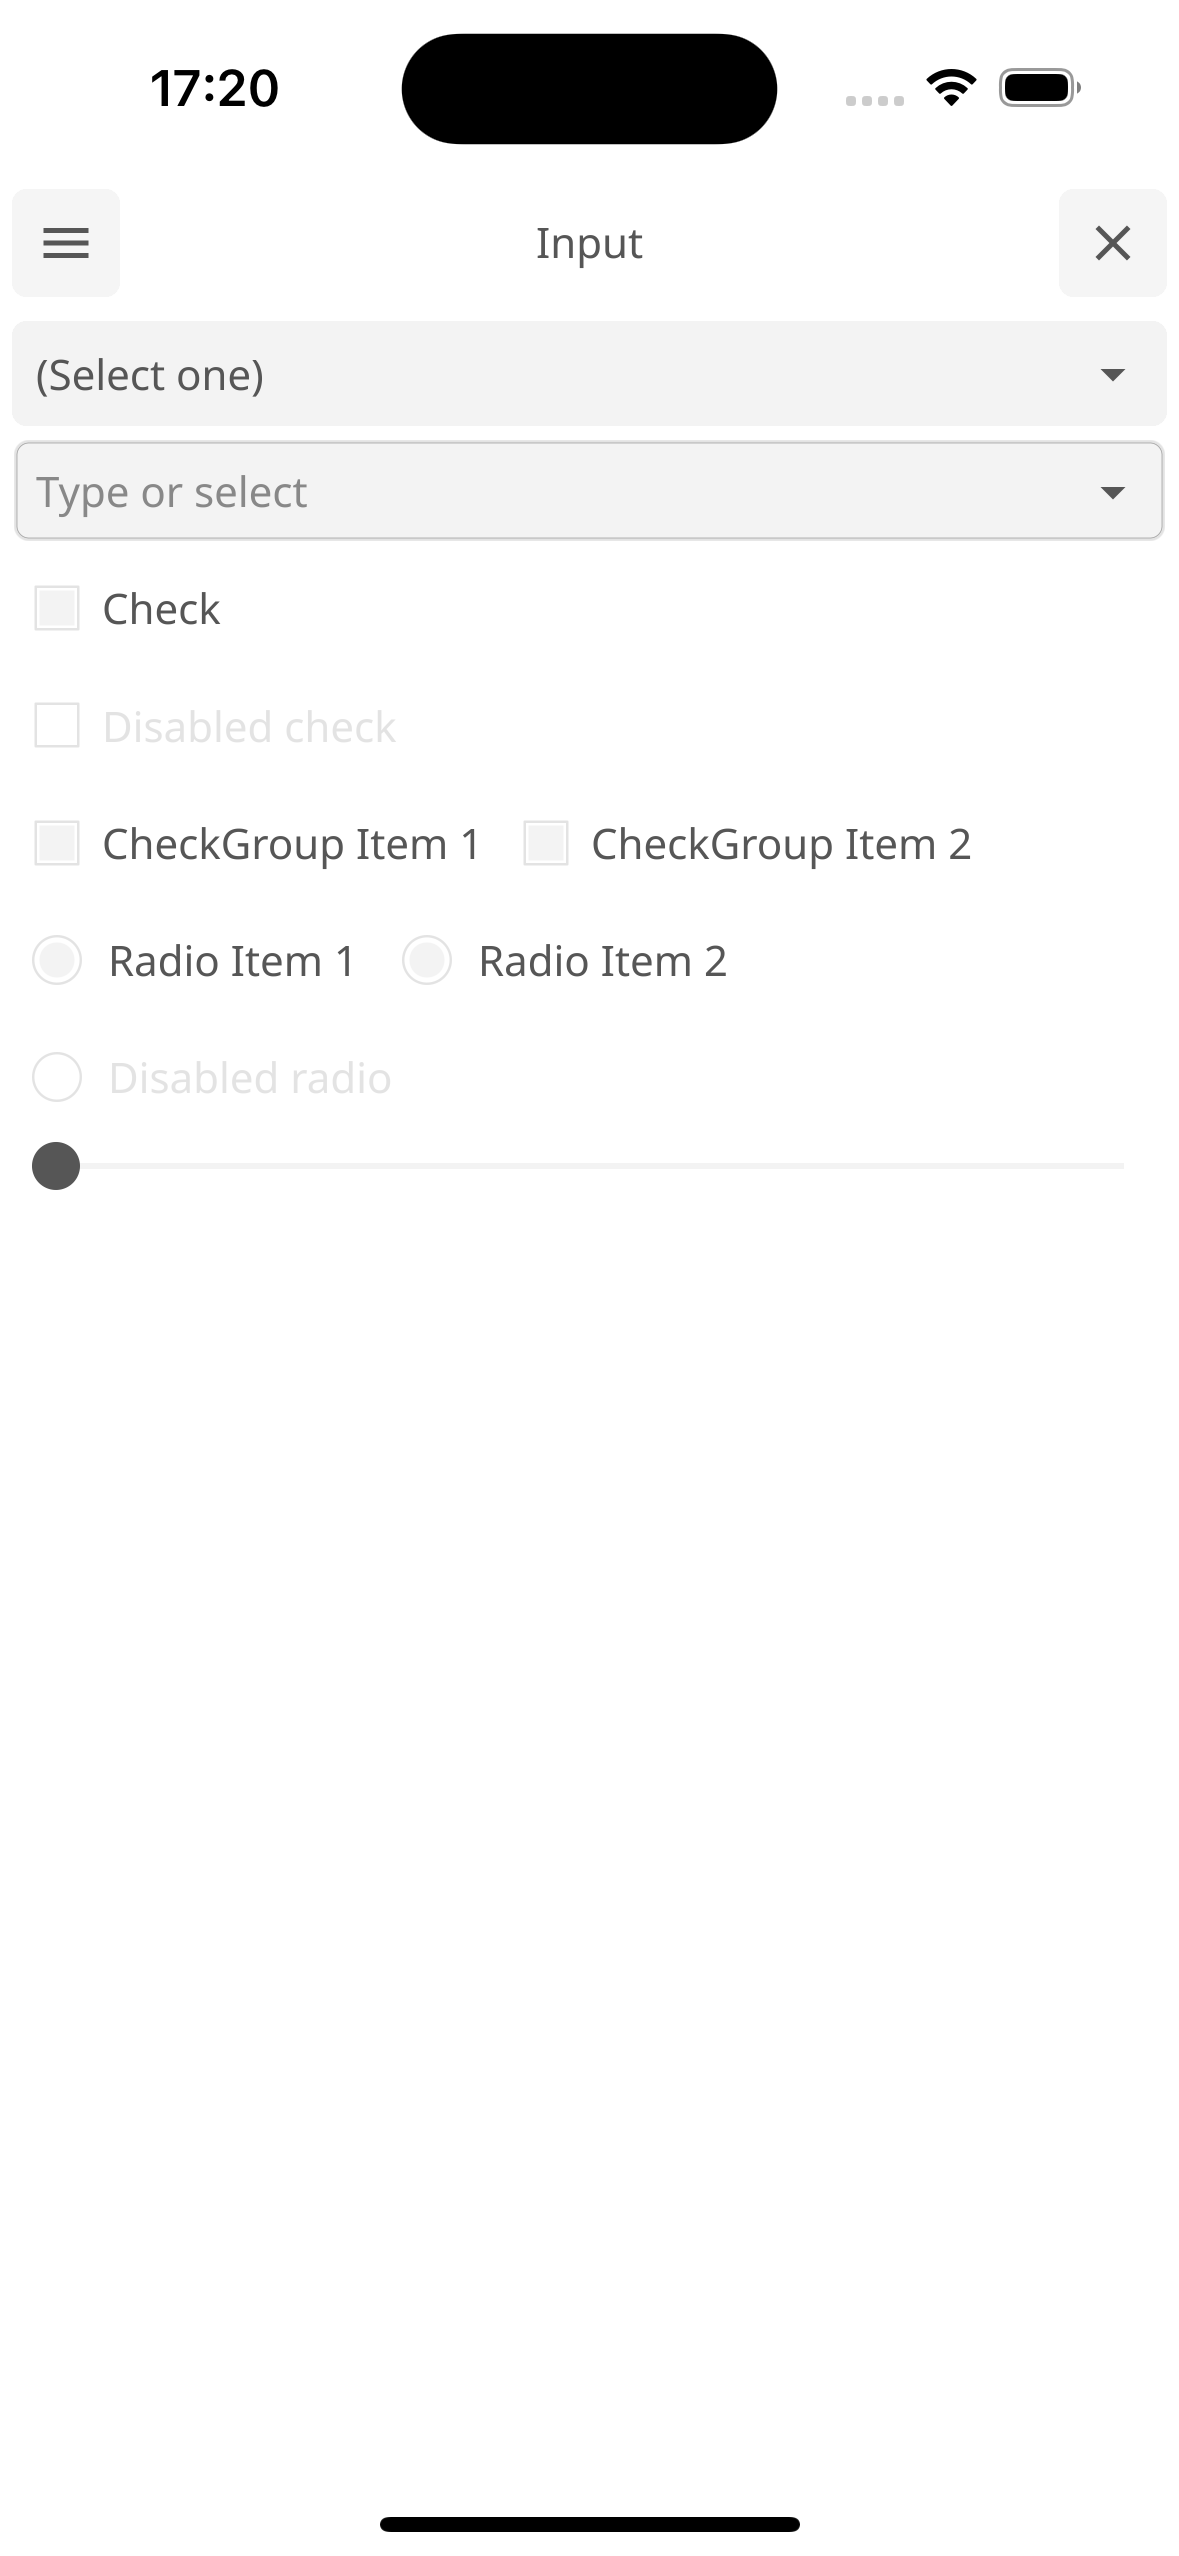 17:20
Input
(Select one)
Type or select
Check
Disabled check
CheckGroup Item 1 CheckGroup Item 2
Radio Item 1 Radio Item 2
Disabled radio